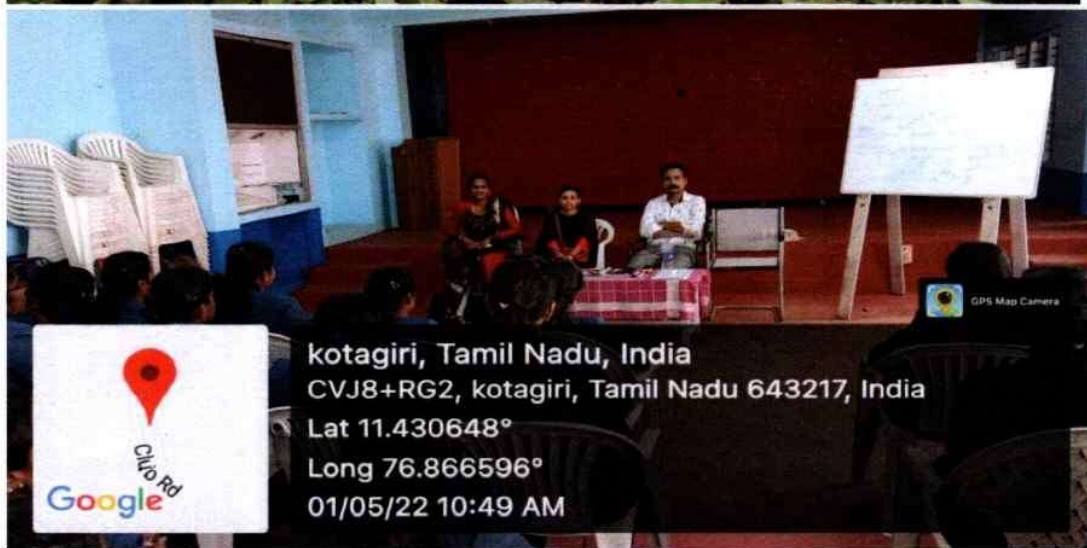 GPS Map Camera
kotagiri, Tamil Nadu, India
CVJ8+RG2, kotagiri, Tamil Nadu 643217, India
Lat 11.430648°
Long 76.866596°
01/05/22 10:49 AM
Club Rd
Google